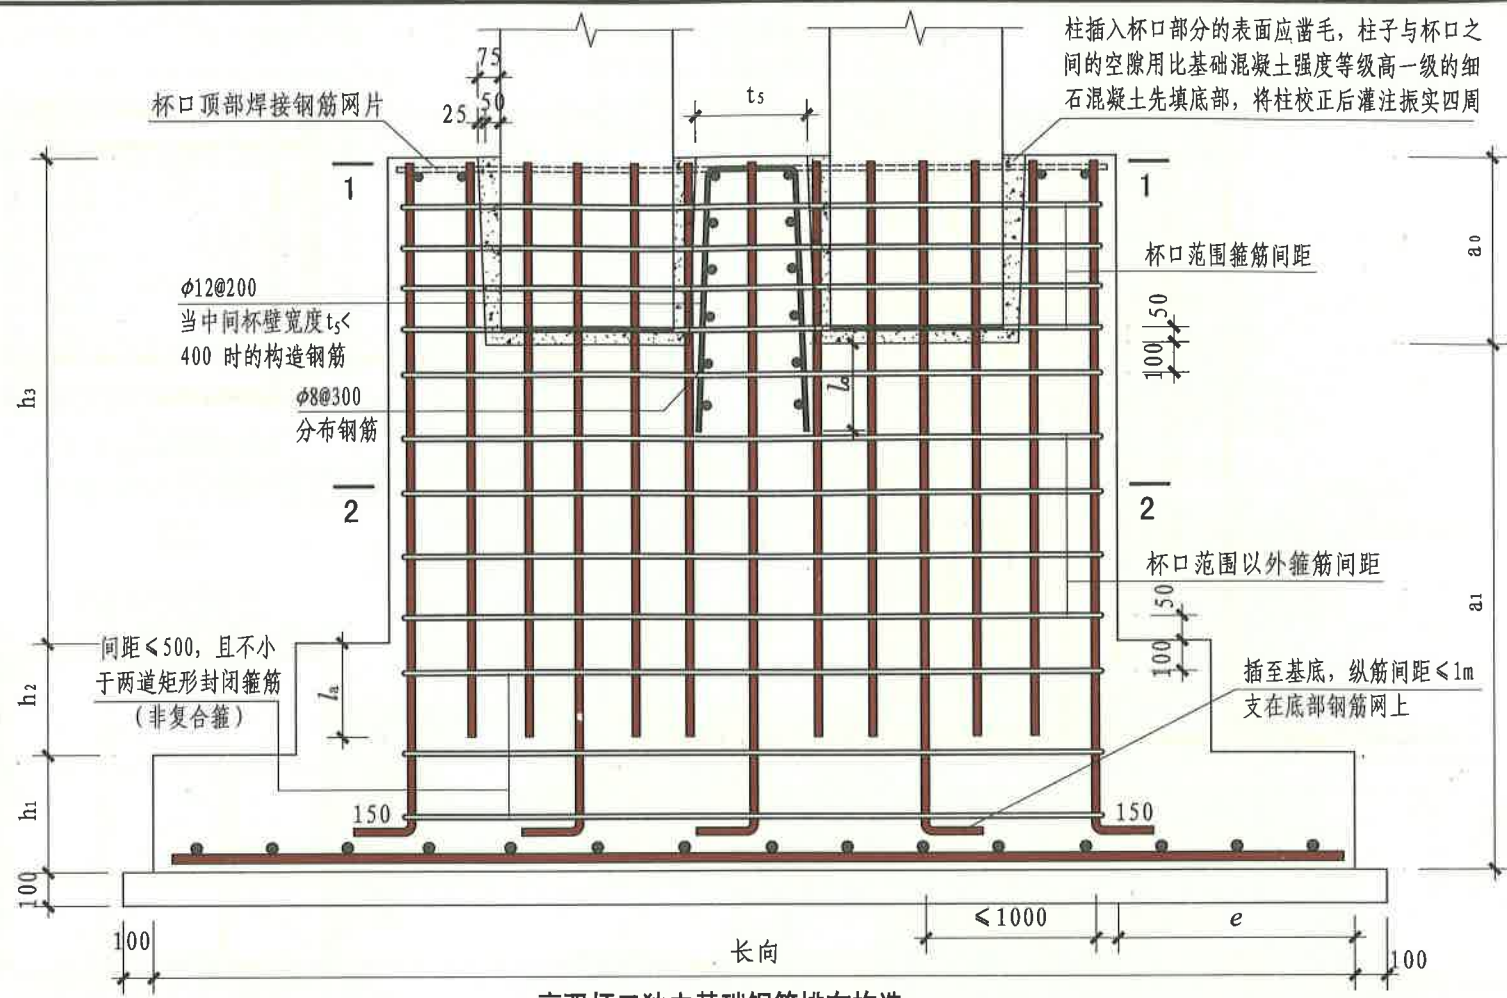 柱插入杯口部分的表面应凿毛，柱子与杯口之
间的空隙用比基础混凝土强度等级高一级的细
石混凝土先填底部，将柱校正后灌注振实四周
75
50
25
t5
杯口顶部焊接钢筋网片
1
1
a0
杯口范围箍筋间距
ϕ12@200
当中间杯壁宽度t5<
400 时的构造钢筋
50
100
la
h3
ϕ8@300
分布钢筋
2
2
杯口范围以外箍筋间距
50
100
a1
间距≤500，且不小
于两道矩形封闭箍筋
（非复合箍）
la
h2
插至基底，纵筋间距≤1m
支在底部钢筋网上
h1
150
150
100
≤1000
e
100
长向
100